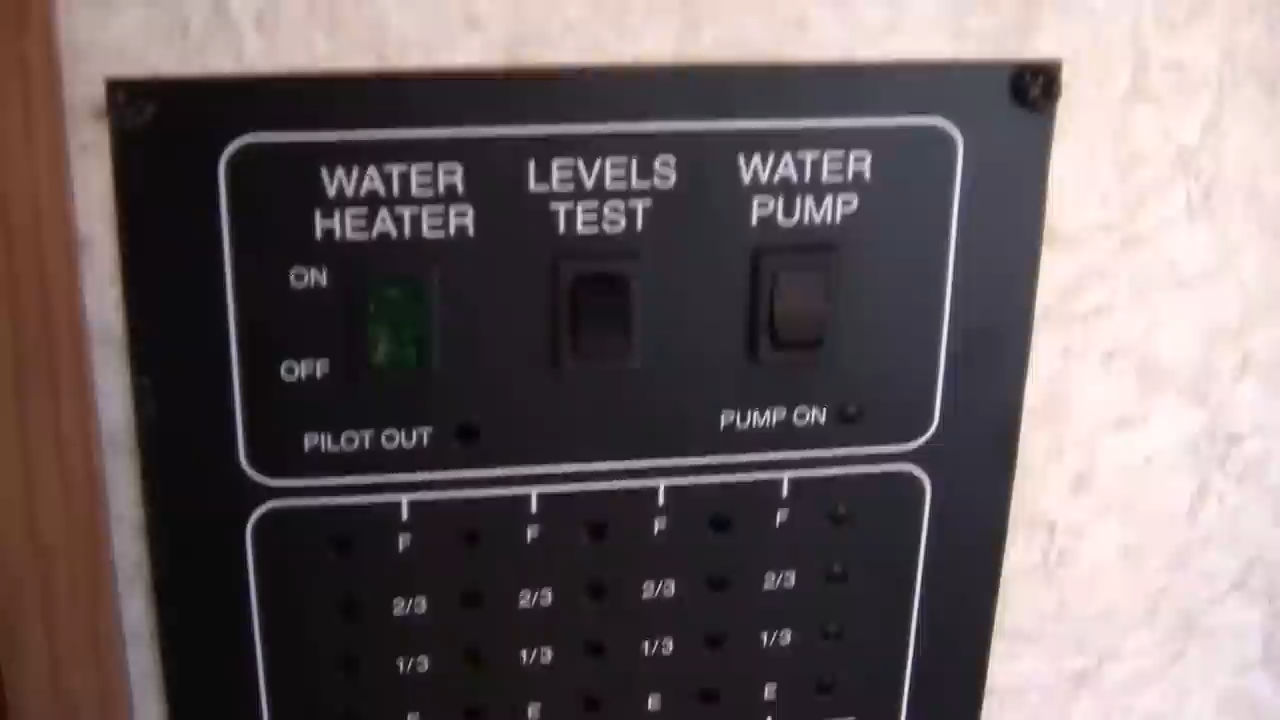 WATER HEATER
LEVELS TEST
WATER PUMP
ON
OFF
PILOT OUT
PUMP ON
F F F F
2/3 2/3 2/3 2/3
1/3 1/3 1/3 1/3
E E E